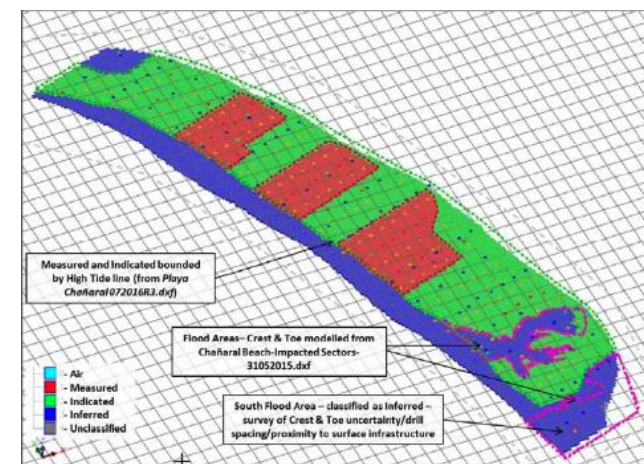 Measured and Indicated bounded
by High Tide line (from Playa
Chañaral072016R3.dxf)
Flood Areas– Crest & Toe modelled from
Chañaral Beach-Impacted Sectors-
31052015.dxf
- Air
- Measured
- Indicated
- Inferred
- Unclassified
South Flood Area – classified as Inferred –
survey of Crest & Toe uncertainty/drill
spacing/proximity to surface infrastructure